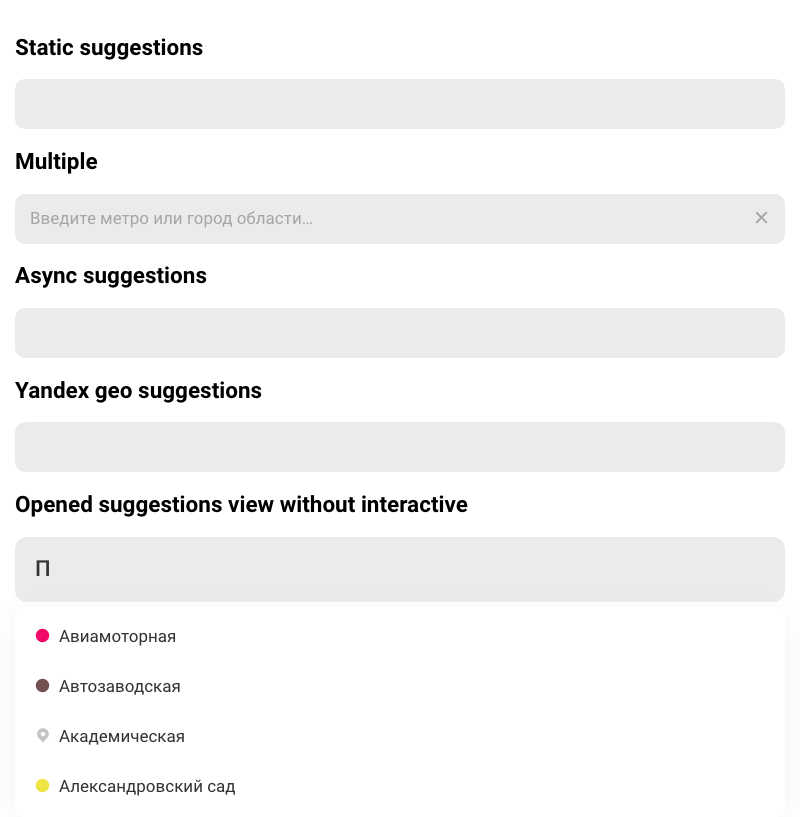 Static suggestions
Multiple
Введите метро или город области...
Async suggestions
Yandex geo suggestions
Opened suggestions view without interactive
П
Авиамоторная
Автозаводская
Академическая
Александровский сад